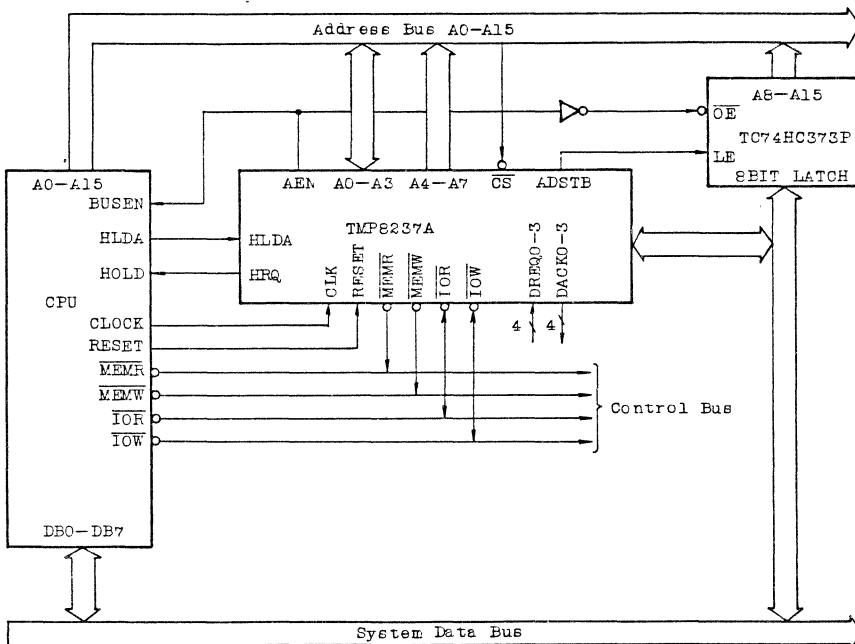 Address Bus A0-A15
A8-A15
OE
TC74HC373P
LE
8BIT LATCH
A0-A15
BUSEN
HLDA
HOLD
CPU
CLOCK
RESET
MEMR
MEMW
IOR
IOW
DB0-DB7
AEN
A0-A3
A4-A7
CS
ADSTB
TMP8237A
HLDA
HRQ
CLK
RESET
MEMR
MEMW
IOR
IOW
DREQ0-3
DACK0-3
4
4
Control Bus
System Data Bus